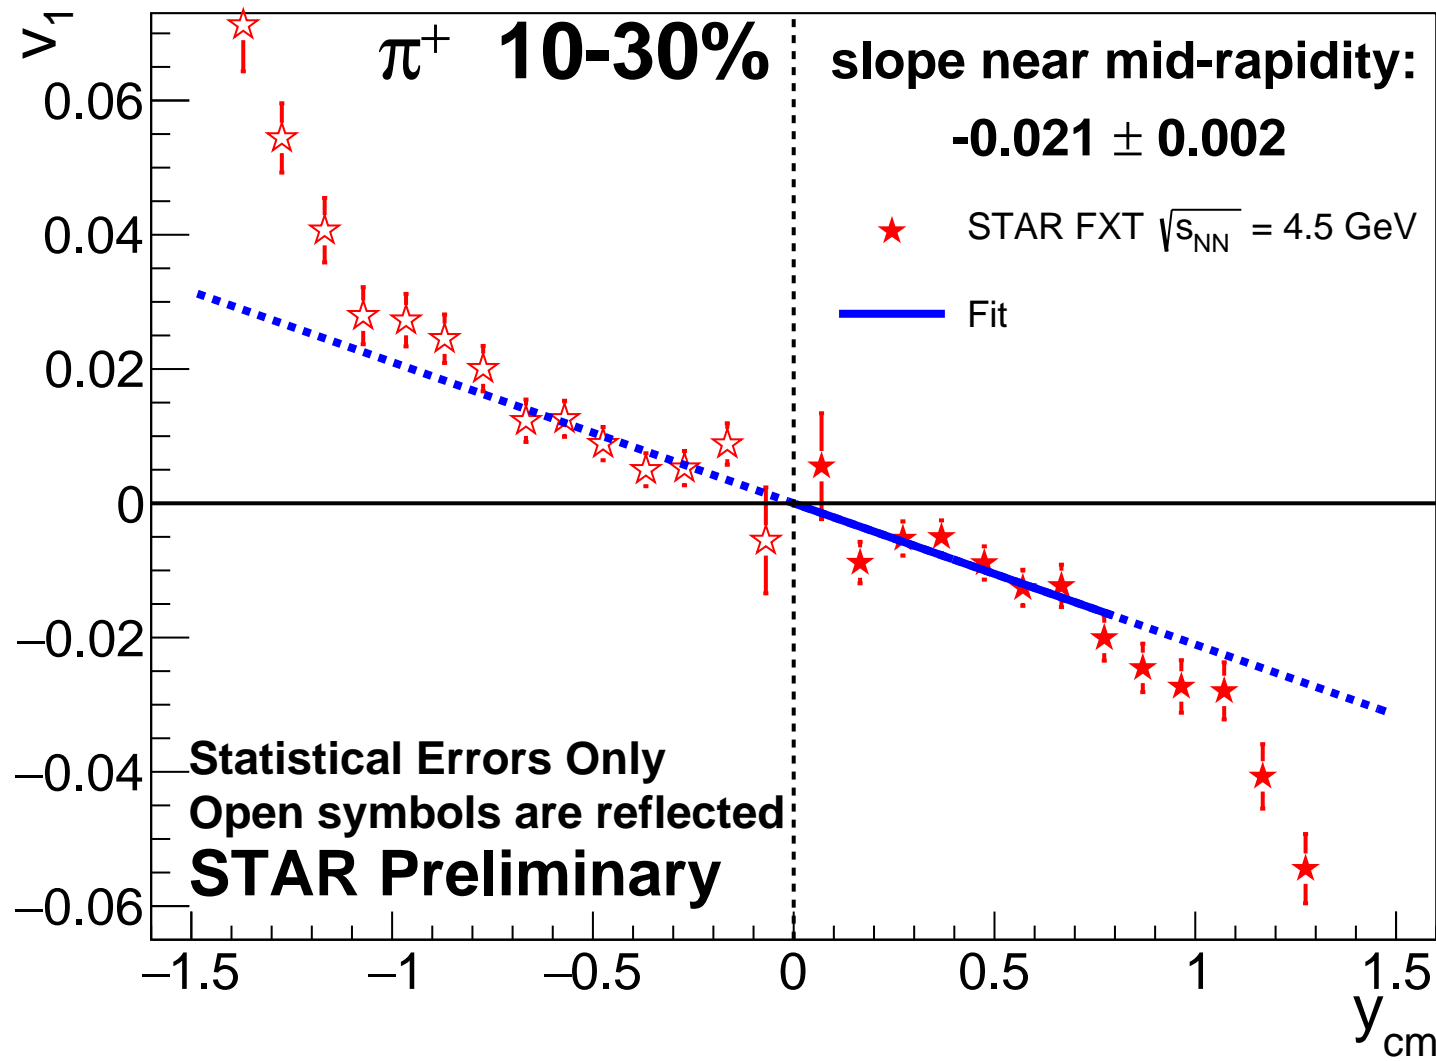 v1
π+ 10-30%
slope near mid-rapidity:
-0.021 ± 0.002
STAR FXT √sNN = 4.5 GeV
Fit
0.06
0.04
0.02
0
−0.02
−0.04
−0.06
Statistical Errors Only
Open symbols are reflected
STAR Preliminary
−1.5 −1 −0.5 0 0.5 1 1.5
ycm